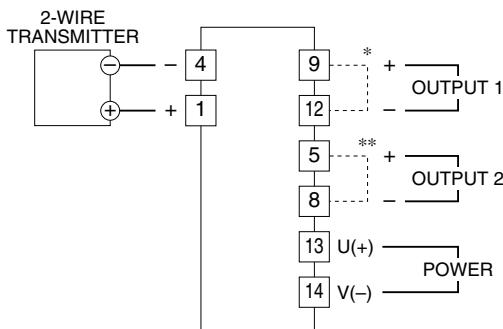 2-WIRE
TRANSMITTER
− − 4
+ + 1
9 * +
OUTPUT 1
12 −
5 ** +
OUTPUT 2
8 −
13 U(+)
POWER
14 V(–)